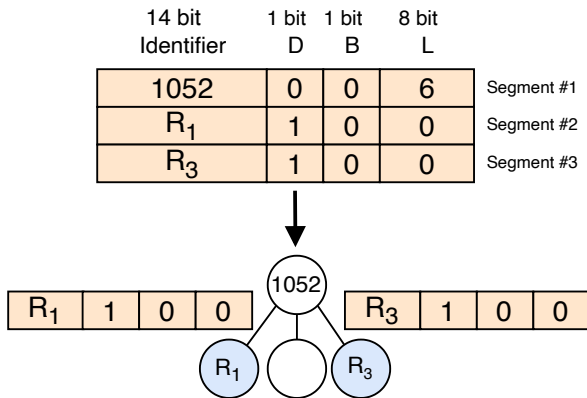 14 bit 1 bit 1 bit 8 bit
Identifier D B L
1052 0 0 6 Segment #1
R₁ 1 0 0 Segment #2
R₃ 1 0 0 Segment #3
1052
R₁ 1 0 0 R₃ 1 0 0
R₁ R₃